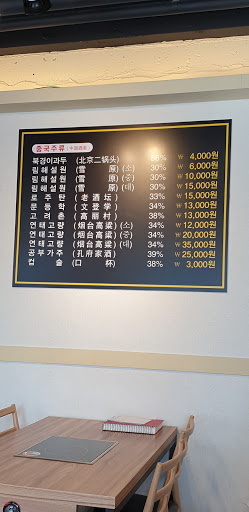 중국주류 (中國酒類)
북경이과두 (北京二锅头) 56% ₩ 4,000원
림해설원 (雪 原) (소) 30% ₩ 6,000원
림해설원 (雪 原) (중) 30% ₩ 10,000원
림해설원 (雪 原) (대) 30% ₩ 15,000원
로주탄 (老酒坛) 33% ₩ 15,000원
문등학 (文登学) 34% ₩ 13,000원
고려촌 (高丽村) 38% ₩ 13,000원
연태고량 (烟台高粱) (소) 34% ₩ 12,000원
연태고량 (烟台高粱) (중) 34% ₩ 20,000원
연태고량 (烟台高粱) (대) 34% ₩ 35,000원
공부가주 (孔府家酒) 39% ₩ 25,000원
컵 술 (口 杯) 38% ₩ 3,000원